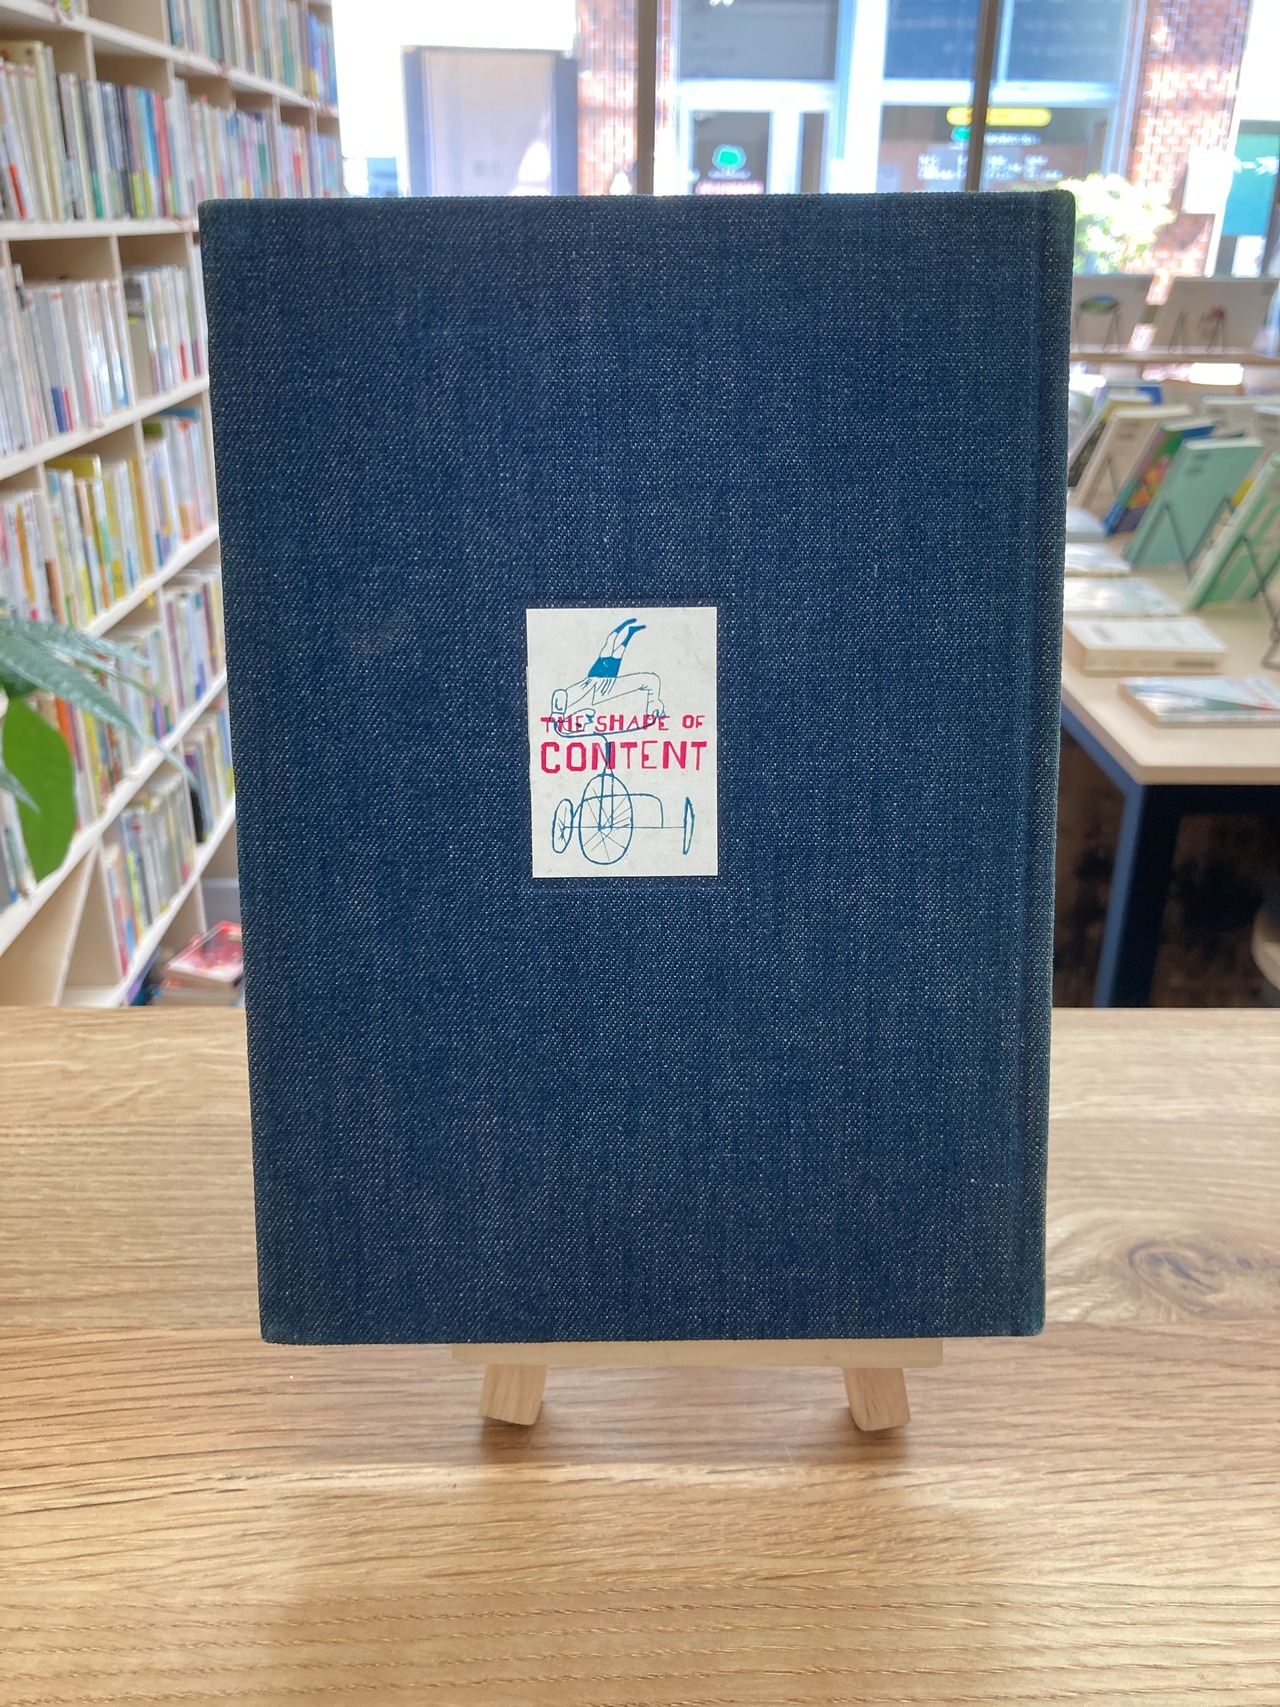 THE SHAPE OF
CONTENT